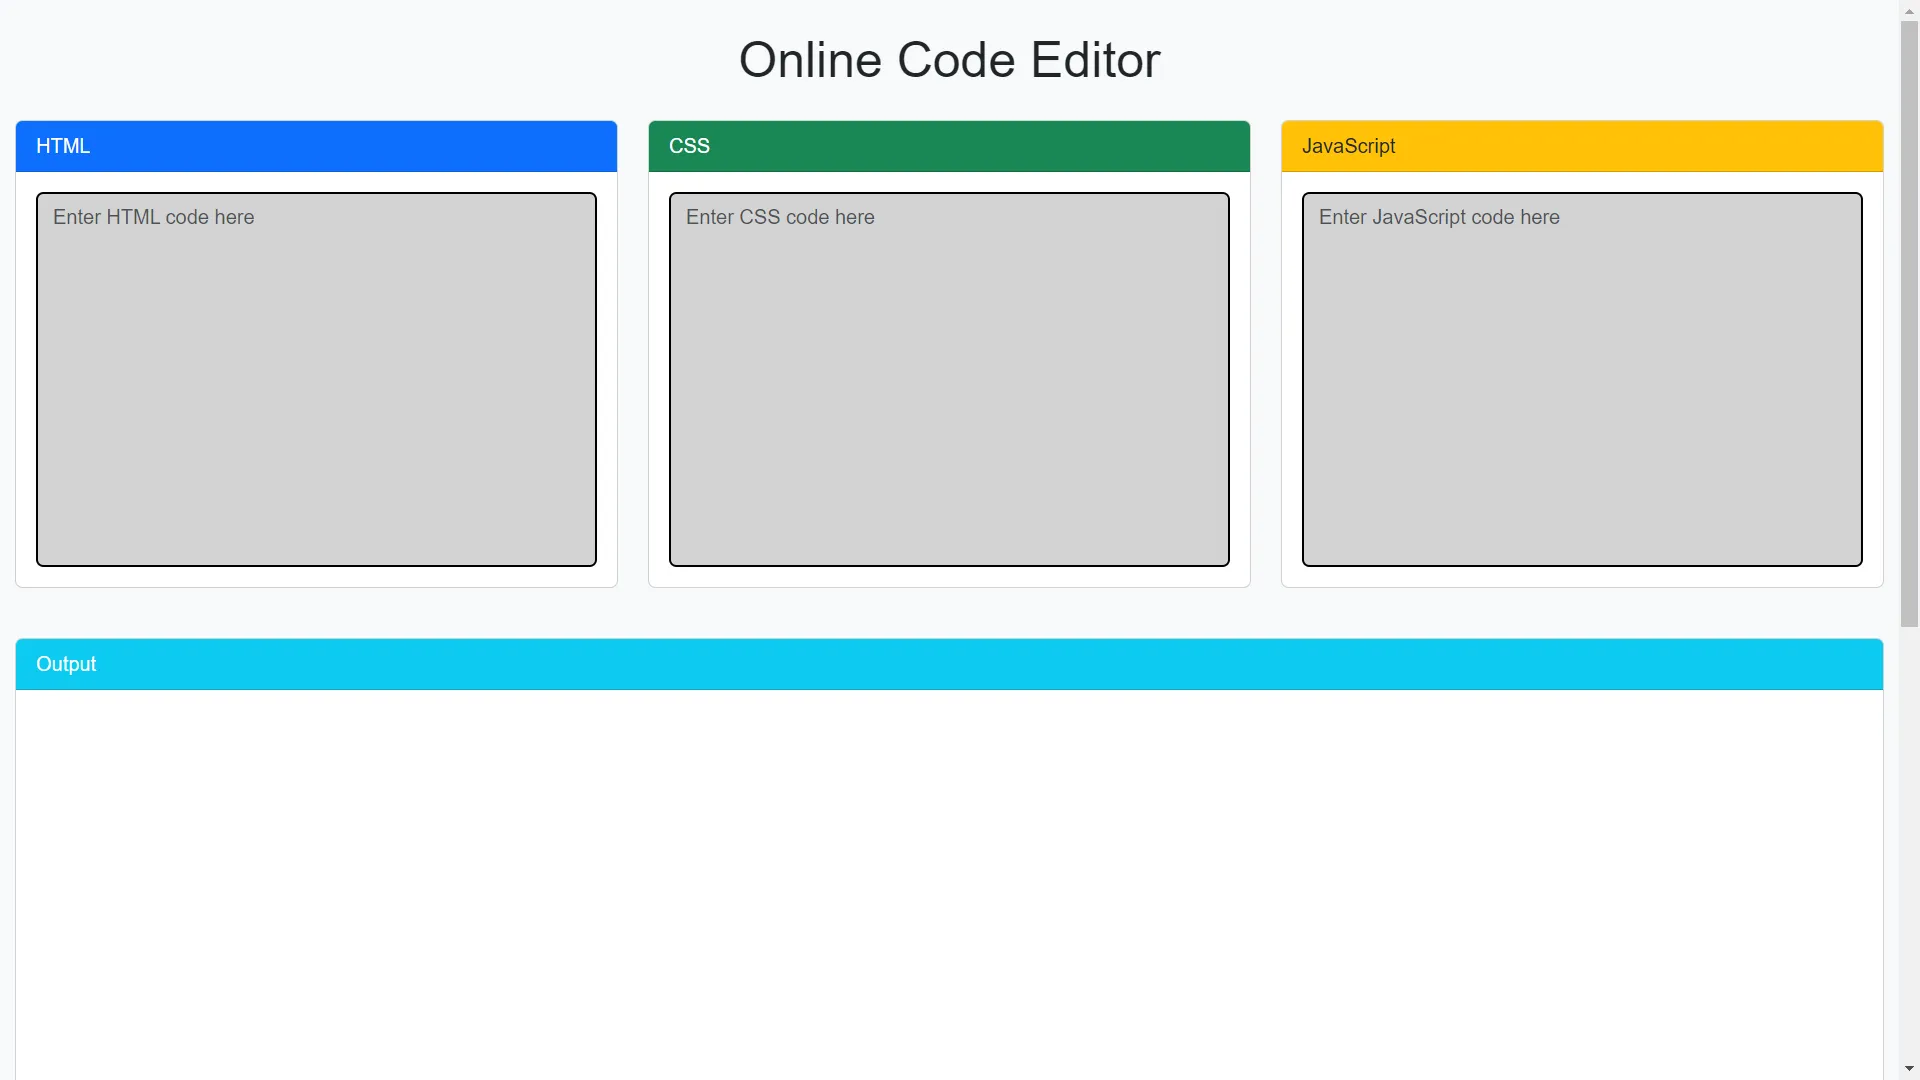 Online Code Editor
HTML
CSS
JavaScript
Enter HTML code here
Enter CSS code here
Enter JavaScript code here
Output